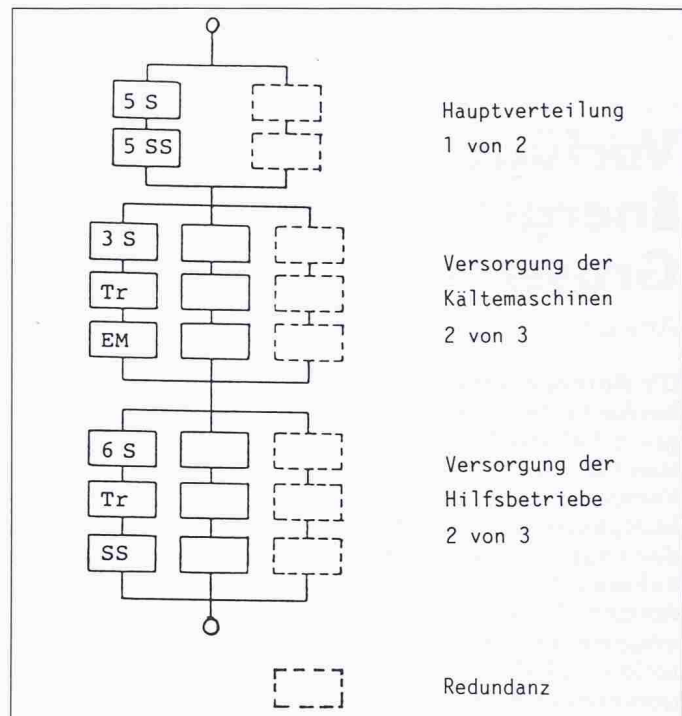 5 S
5 SS
Hauptverteilung
1 von 2
3 S
Tr
EM
Versorgung der
Kältemaschinen
2 von 3
6 S
Tr
SS
Versorgung der
Hilfsbetriebe
2 von 3
Redundanz